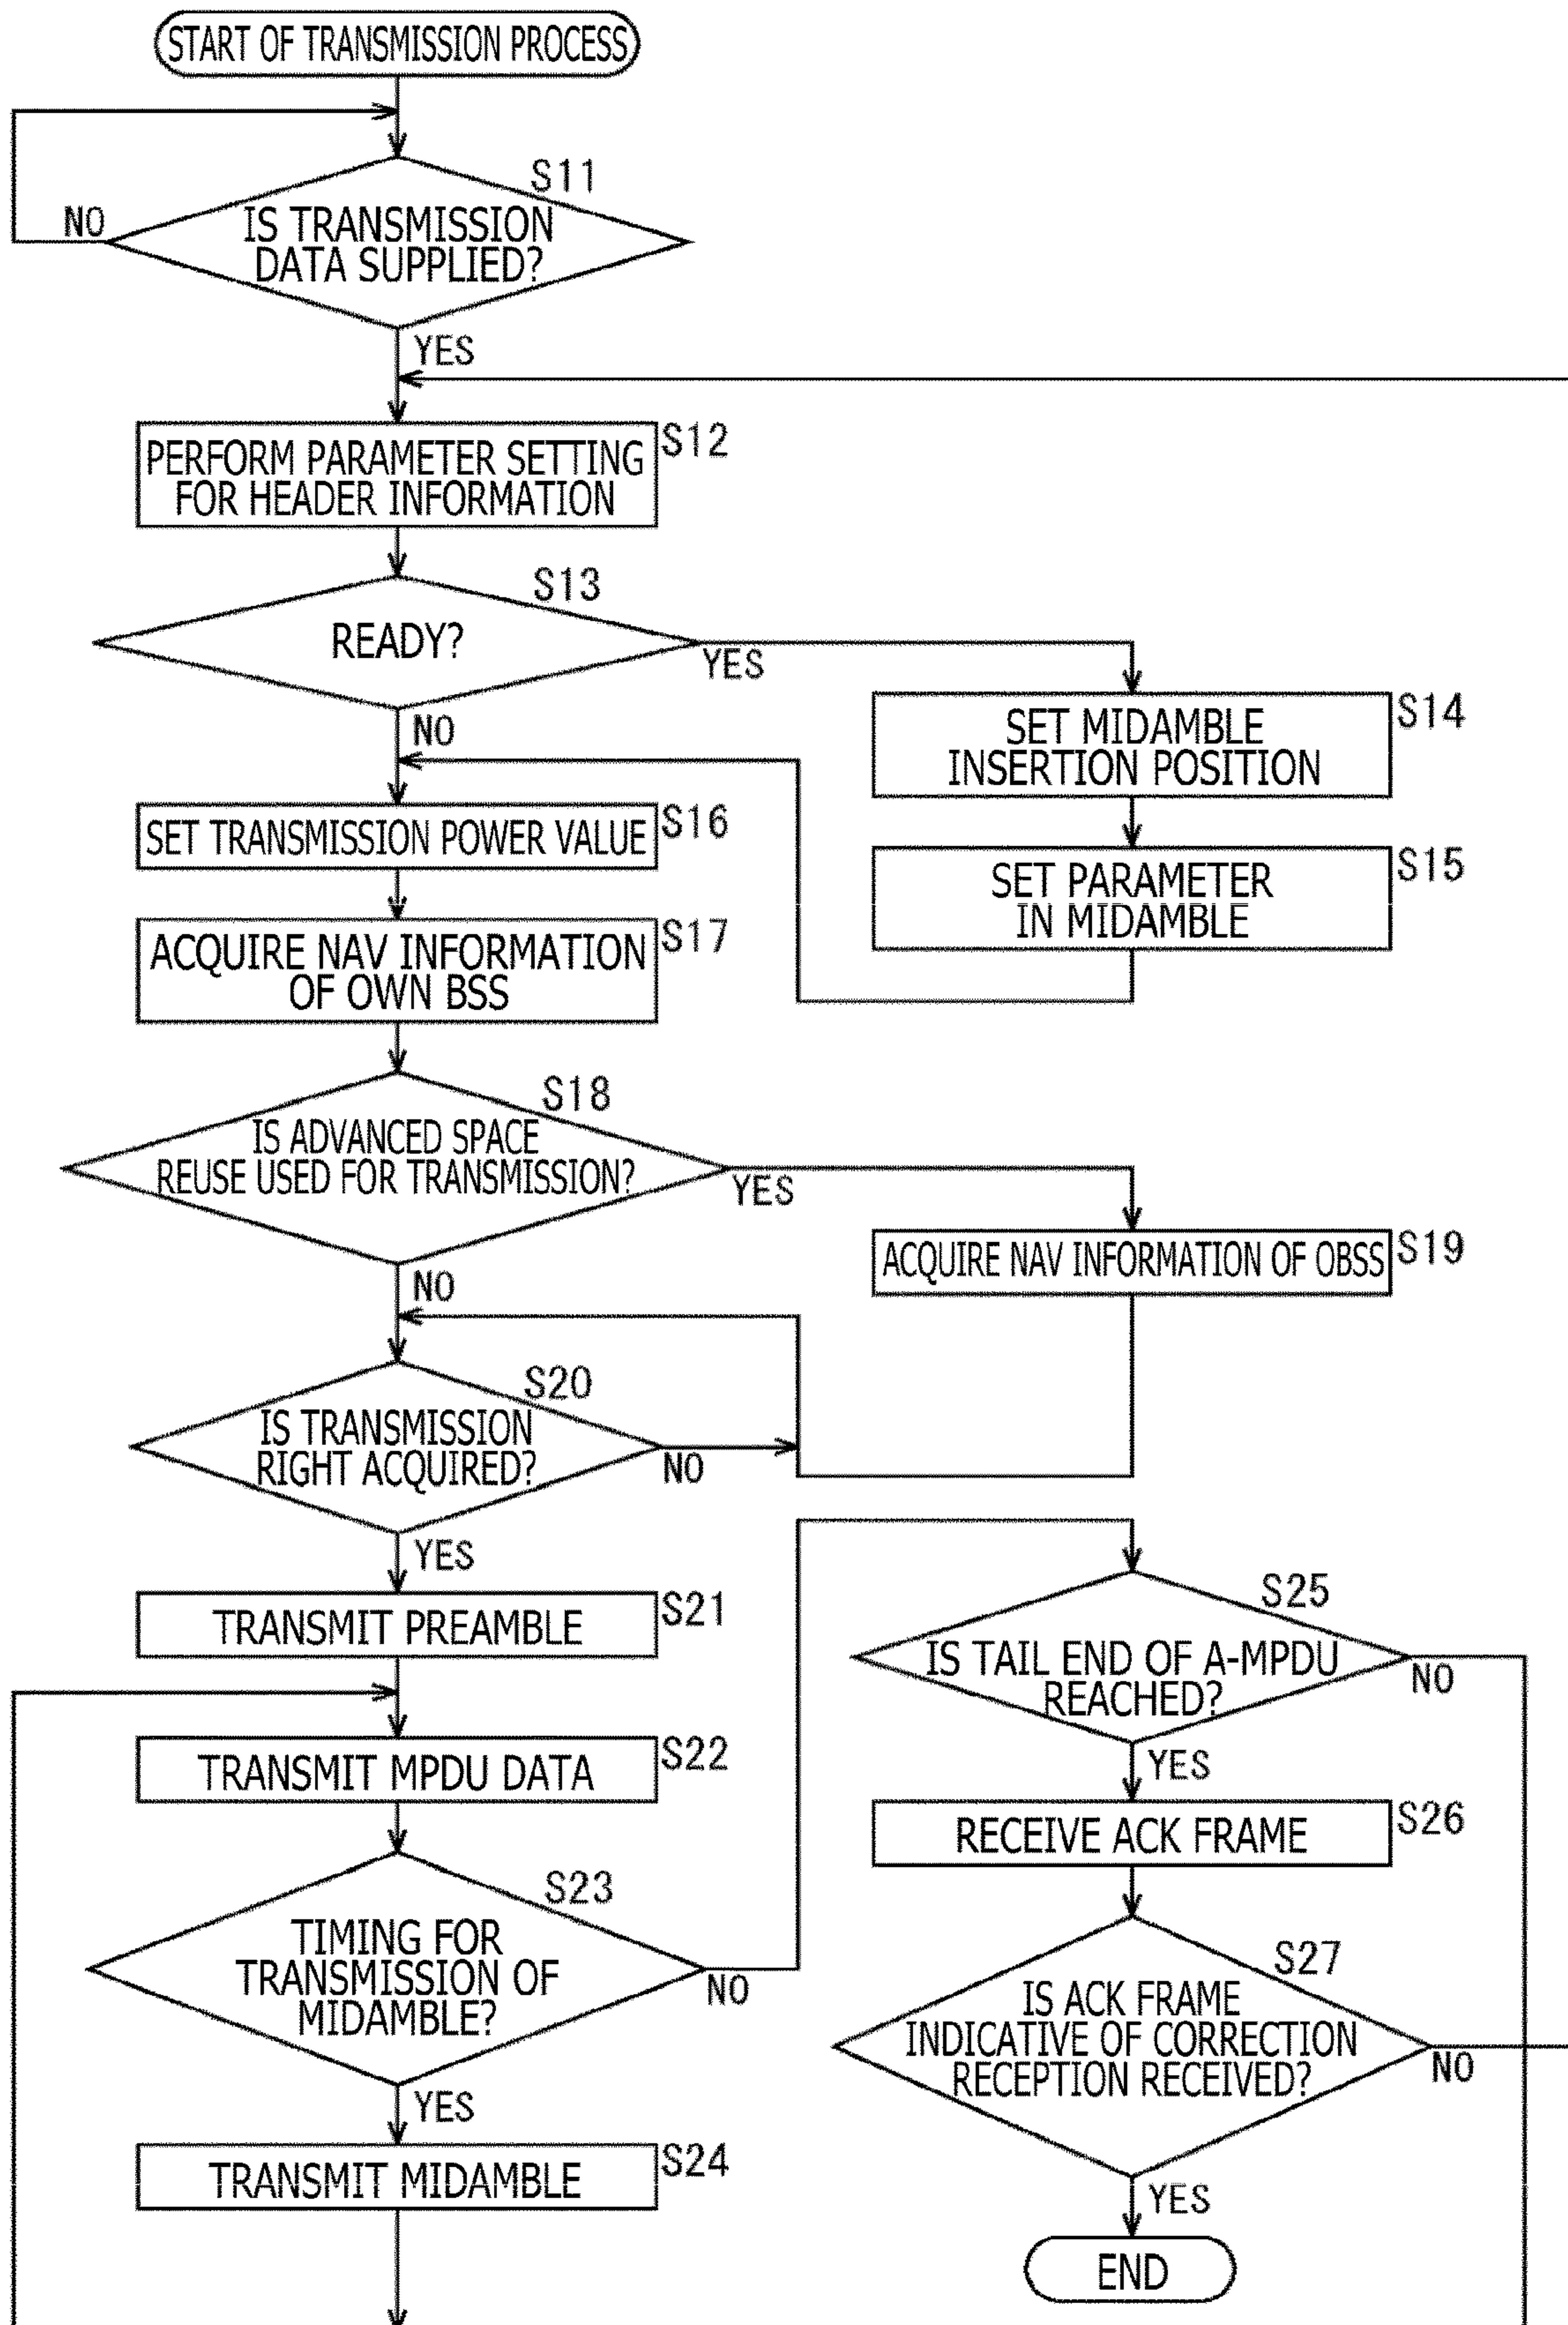 START OF TRANSMISSION PROCESS
S11
NO
IS TRANSMISSION
DATA SUPPLIED?
YES
S12
PERFORM PARAMETER SETTING
FOR HEADER INFORMATION
S13
READY?
YES
NO
S14
SET MIDAMBLE
INSERTION POSITION
S16
SET TRANSMISSION POWER VALUE
S15
SET PARAMETER
IN MIDAMBLE
S17
ACQUIRE NAV INFORMATION
OF OWN BSS
S18
IS ADVANCED SPACE
REUSE USED FOR TRANSMISSION?
YES
S19
ACQUIRE NAV INFORMATION OF OBSS
NO
S20
IS TRANSMISSION
RIGHT ACQUIRED?
NO
YES
S21
TRANSMIT PREAMBLE
S22
TRANSMIT MPDU DATA
S23
TIMING FOR
TRANSMISSION OF
MIDAMBLE?
NO
YES
S24
TRANSMIT MIDAMBLE
S25
IS TAIL END OF A-MPDU
REACHED?
NO
YES
S26
RECEIVE ACK FRAME
S27
IS ACK FRAME
INDICATIVE OF CORRECTION
RECEPTION RECEIVED?
NO
YES
END